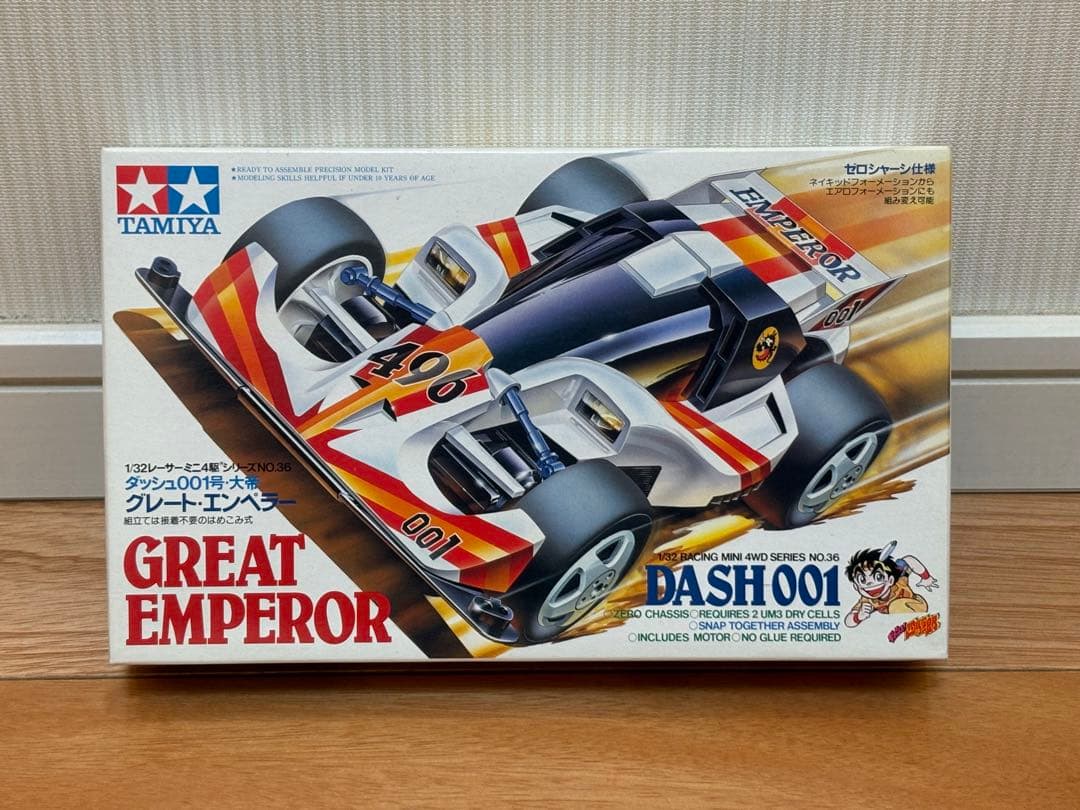 TAMIYA
★READY TO ASSEMBLE PRECISION MODEL KIT
★MODELING SKILLS HELPFUL IF UNDER 10 YEARS OF AGE
ゼロシャーシ仕様
ネイキッドフォーメーションから
エアロフォーメーションにも
組み変え可能
EMPEROR
001
496
001
1/32レーサーミニ4駆シリーズNO.36
ダッシュ001号・大帝
グレート・エンペラー
組立ては接着不要のはめこみ式
GREAT
EMPEROR
1/32 RACING MINI 4WD SERIES NO.36
DASH 001
○ZERO CHASSIS○REQUIRES 2 UM3 DRY CELLS
○SNAP TOGETHER ASSEMBLY
○INCLUDES MOTOR○NO GLUE REQUIRED